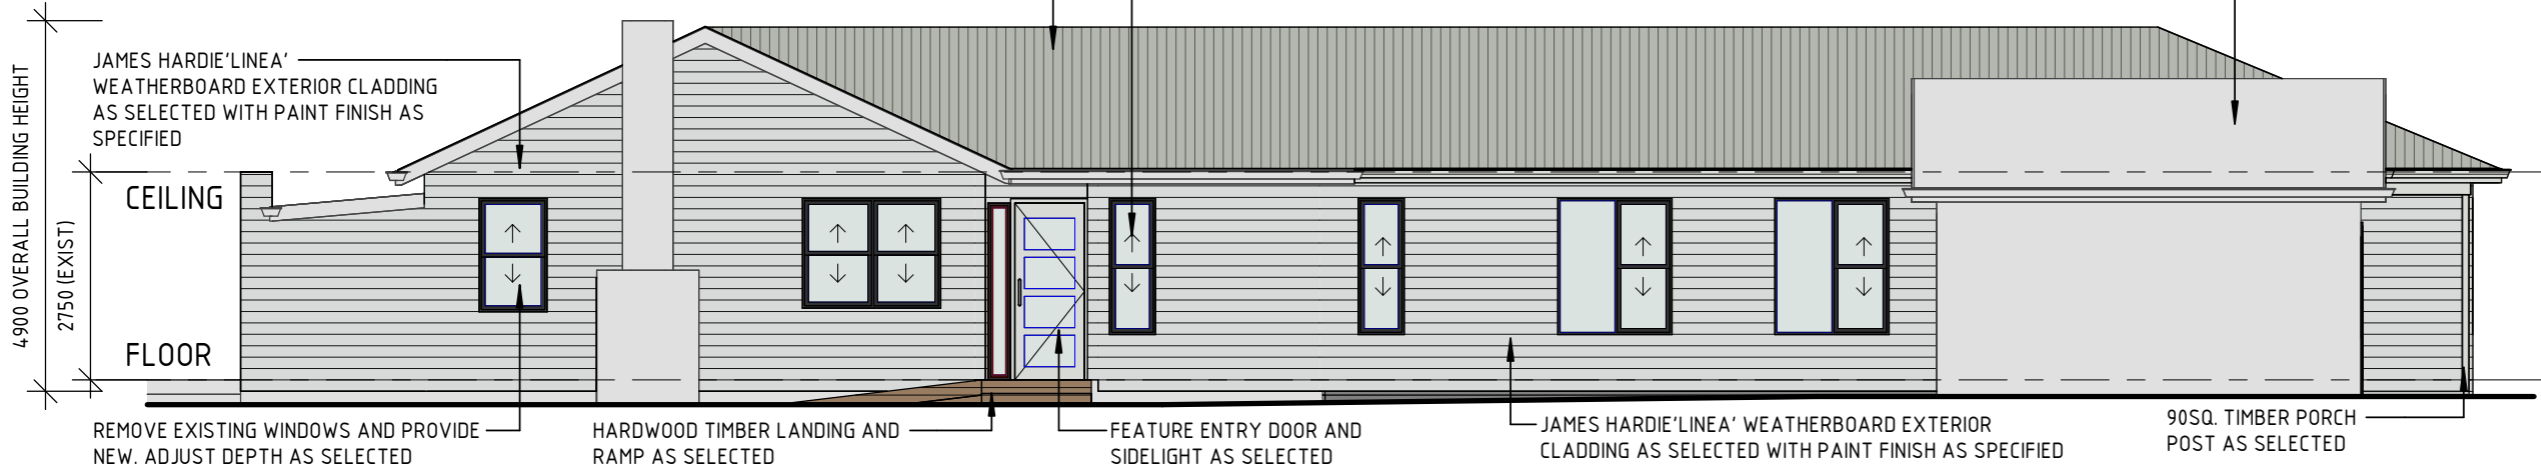 4900 OVERALL BUILDING HEIGHT
2750 (EXIST)
JAMES HARDIE'LINEA'
WEATHERBOARD EXTERIOR CLADDING
AS SELECTED WITH PAINT FINISH AS
SPECIFIED
CEILING
FLOOR
REMOVE EXISTING WINDOWS AND PROVIDE
NEW. ADJUST DEPTH AS SELECTED
HARDWOOD TIMBER LANDING AND
RAMP AS SELECTED
FEATURE ENTRY DOOR AND
SIDELIGHT AS SELECTED
JAMES HARDIE'LINEA' WEATHERBOARD EXTERIOR
CLADDING AS SELECTED WITH PAINT FINISH AS SPECIFIED
90SQ. TIMBER PORCH
POST AS SELECTED